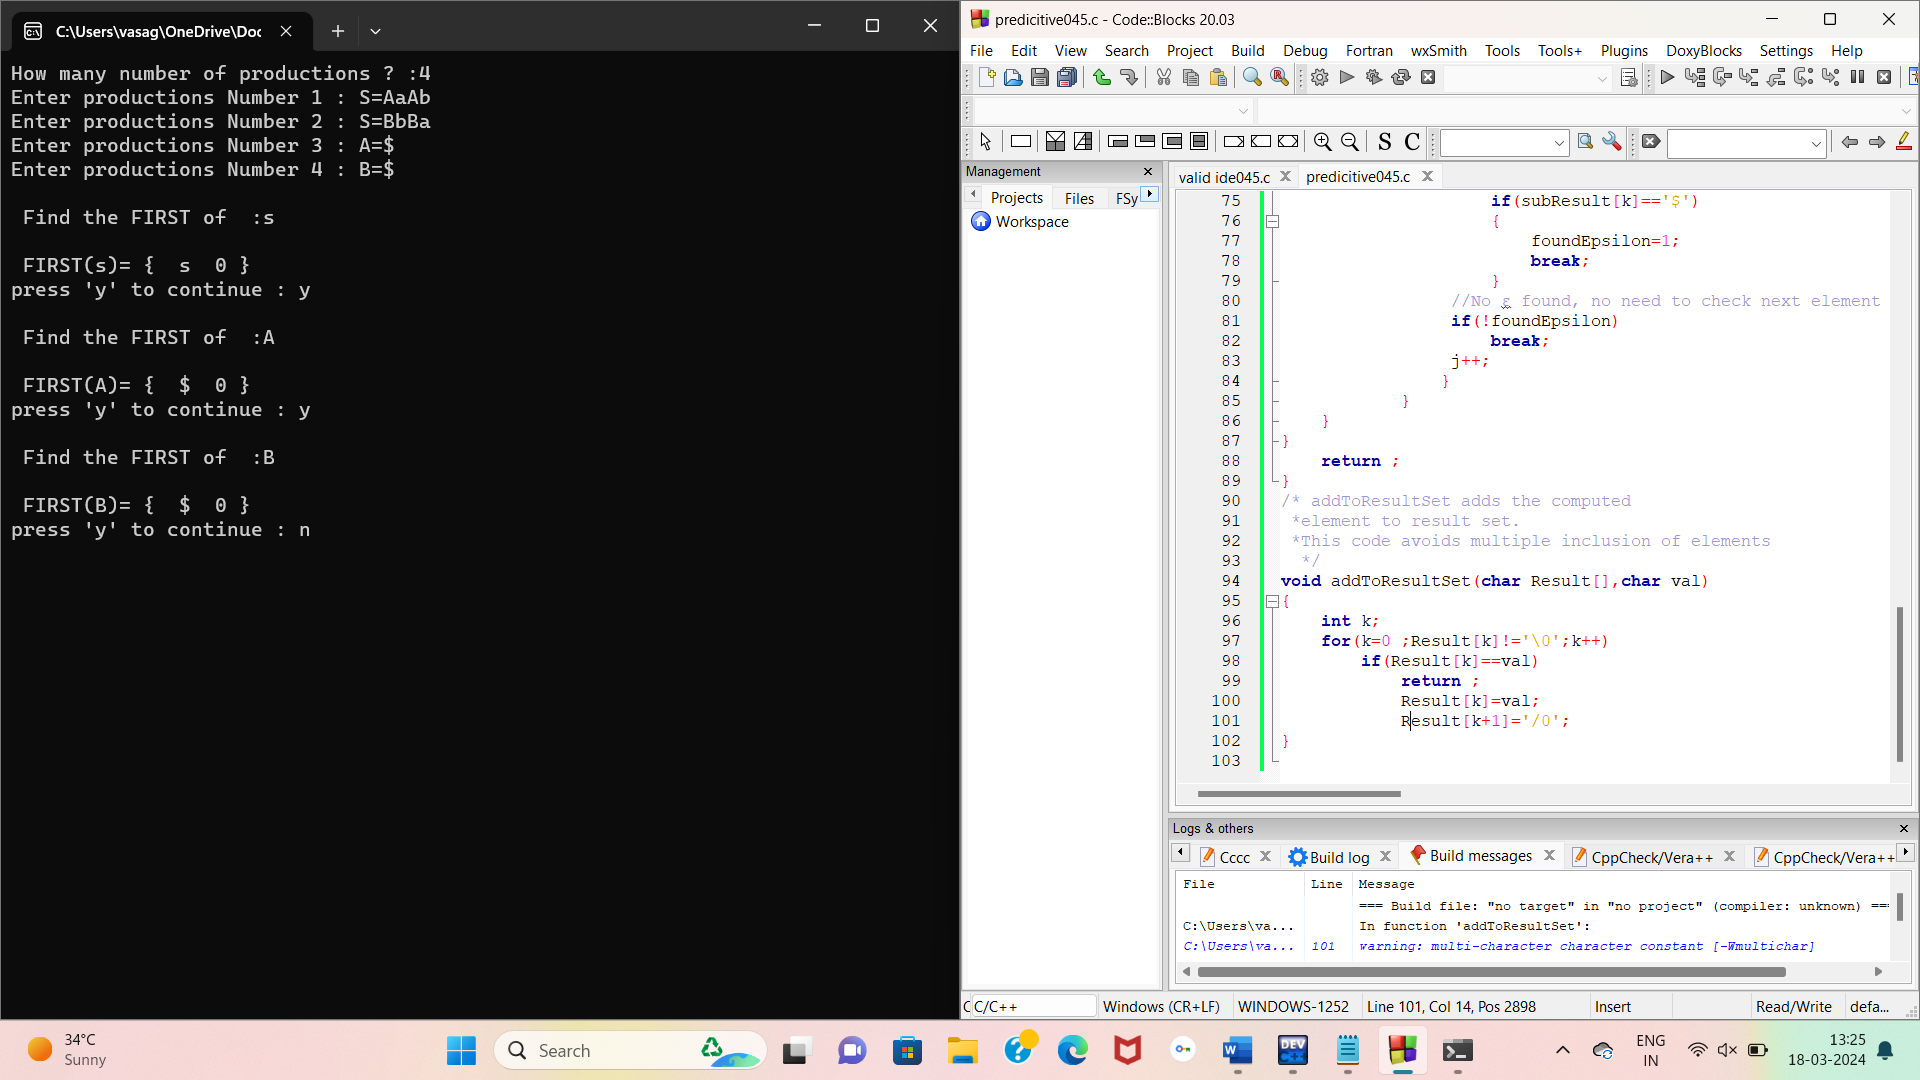 C:\Users\vasag\OneDrive\Doc
How many number of productions ? :4
Enter productions Number 1 : S=AaAb
Enter productions Number 2 : S=BbBa
Enter productions Number 3 : A=$
Enter productions Number 4 : B=$
Find the FIRST of  :s
FIRST(s)= {  s  0 }
press 'y' to continue : y
Find the FIRST of  :A
FIRST(A)= {  $  0 }
press 'y' to continue : y
Find the FIRST of  :B
FIRST(B)= {  $  0 }
press 'y' to continue : n
predicitive045.c - Code::Blocks 20.03
File Edit View Search Project Build Debug Fortran wxSmith Tools Tools+ Plugins DoxyBlocks Settings Help
S C
Management
Projects Files FSy
Workspace
valid ide045.c predicitive045.c
75 if(subResult[k]=='$')
76 {
77 foundEpsilon=1;
78 break;
79 }
80 //No ε found, no need to check next element
81 if(!foundEpsilon)
82 break;
83 j++;
84 }
85 }
86 }
87 }
88 return ;
89 }
90 /* addToResultSet adds the computed
91 *element to result set.
92 *This code avoids multiple inclusion of elements
93 */
94 void addToResultSet(char Result[],char val)
95 {
96 int k;
97 for(k=0 ;Result[k]!='\0';k++)
98 if(Result[k]==val)
99 return ;
100 Result[k]=val;
101 Result[k+1]='/0';
102 }
103
Logs & others
Cccc Build log Build messages CppCheck/Vera++ CppCheck/Vera++
File Line Message
=== Build file: "no target" in "no project" (compiler: unknown) ===
C:\Users\va... In function 'addToResultSet':
C:\Users\va... 101 warning: multi-character character constant [-Wmultichar]
C C/C++ Windows (CR+LF) WINDOWS-1252 Line 101, Col 14, Pos 2898 Insert Read/Write defa...
34°C
Sunny
Search
DEV
ENG
IN
13:25
18-03-2024